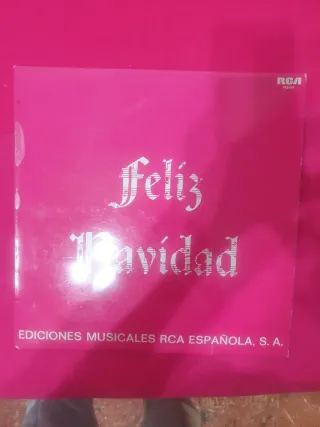 RCA
Feliz
Navidad
EDICIONES MUSICALES RCA ESPAÑOLA, S. A.